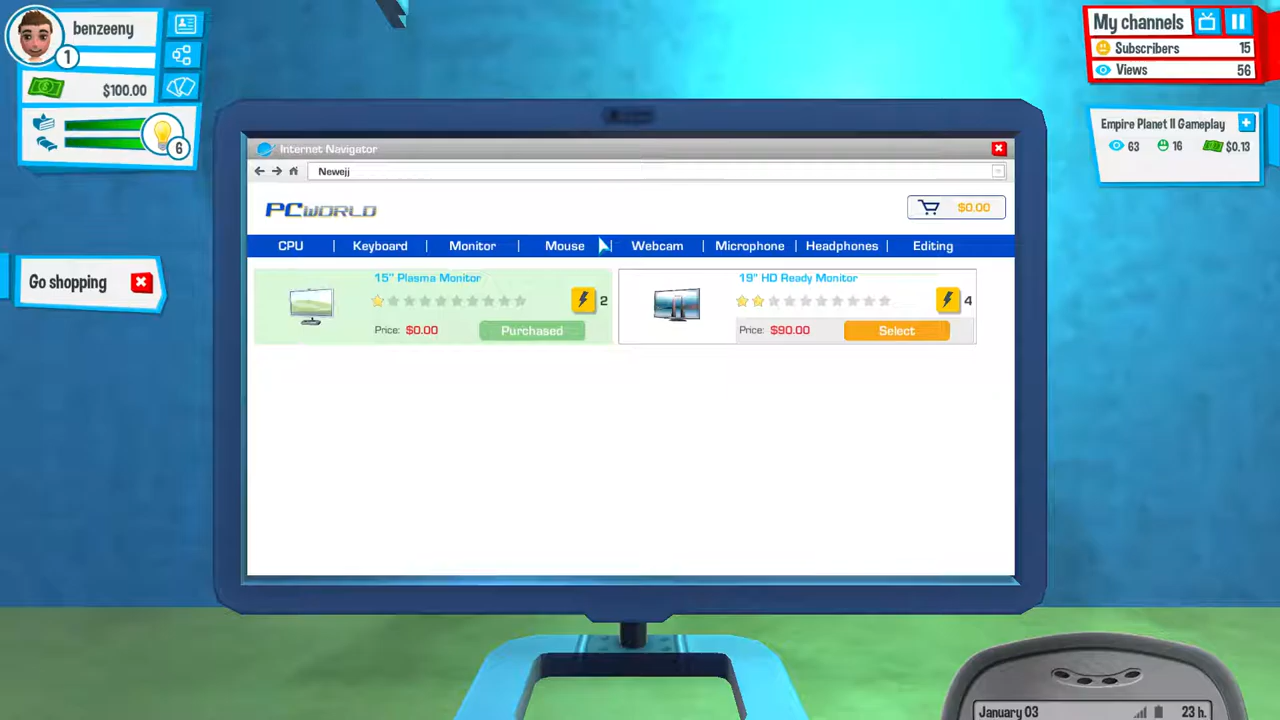 benzeeny
1
$100.00
6
My channels
Subscribers 15
Views 56
Empire Planet II Gameplay
63 16 $0.13
Go shopping
Internet Navigator
Newejj
PCWORLD
$0.00
CPU | Keyboard | Monitor | Mouse | Webcam | Microphone | Headphones | Editing
15" Plasma Monitor
2
Price: $0.00 Purchased
19" HD Ready Monitor
4
Price: $90.00 Select
January 03 23 h.